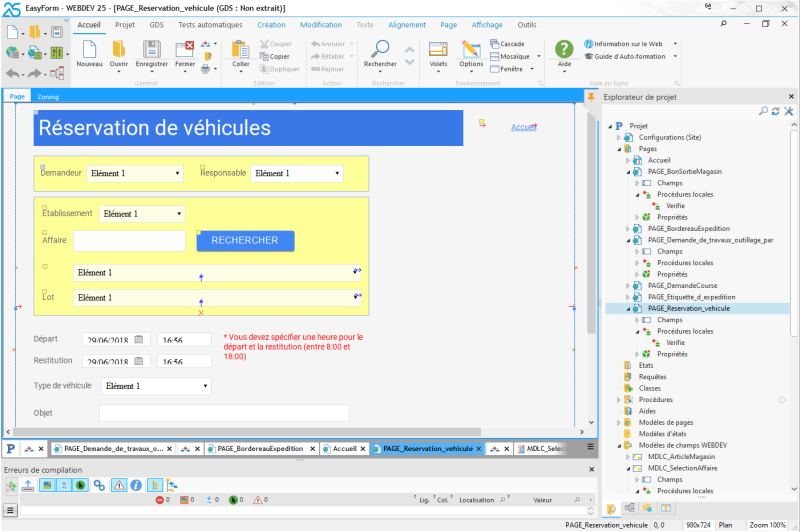 EasyForm - WEBDEV 25 - [PAGE_Reservation_vehicule (GDS : Non extrait)]
Accueil Projet GDS Tests automatiques Création Modification Texte Alignement Page Affichage Outils
Nouveau Ouvrir Enregistrer Fermer Coller Couper Copier Dupliquer Annuler Rétablir Rejouer Rechercher Volets Options Cascade Mosaïque Fenêtre Aide Information sur le Web Guide d'Auto-formation
Général Edition Action Rechercher Environnement Aide en ligne
Page Zoning
Réservation de véhicules
Accueil
Demandeur Elément 1 Responsable Elément 1
Etablissement Elément 1
Affaire RECHERCHER
Elément 1
Lot Elément 1
Départ 29/06/2018 16:56
* Vous devez spécifier une heure pour le
départ et la restitution (entre 8:00 et
18:00)
Restitution 29/06/2018 16:56
Type de véhicule Elément 1
Objet
PAGE_Demande_de_travaux_o... PAGE_BordereauExpedition Accueil PAGE_Reservation_vehicule MDLC_Selec
Erreurs de compilation
0 0 0 0 0 Lig. Col. Localisation Valeur
Explorateur de projet
Projet
Configurations (Site)
Pages
Accueil
PAGE_BonSortieMagasin
Champs
Procédures locales
Verifie
Propriétés
PAGE_BordereauExpedition
PAGE_Demande_de_travaux_outillage_par
Champs
Procédures locales
Propriétés
PAGE_DemandeCourse
PAGE_Etiquette_d_expedition
PAGE_Reservation_vehicule
Champs
Procédures locales
Verifie
Propriétés
Etats
Requêtes
Classes
Procédures
Aides
Modèles de pages
Modèles d'états
Modèles de champs WEBDEV
MDLC_ArticleMagasin
MDLC_SelectionAffaire
Champs
Procédures locales
PAGE_Reservation_vehicule 0, 0 980x724 Plan Zoom 100%